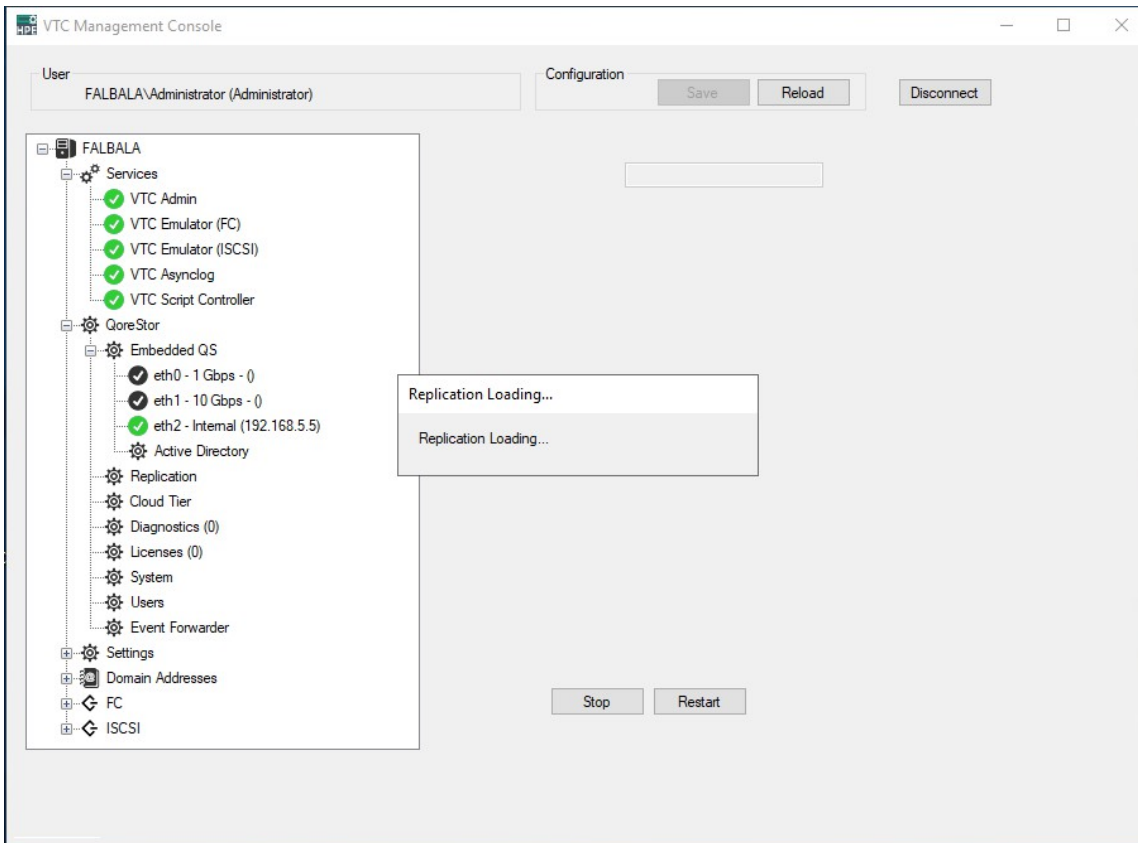 HPE VTC Management Console
User
FALBALA\Administrator (Administrator)
Configuration
Save
Reload
Disconnect
FALBALA
Services
VTC Admin
VTC Emulator (FC)
VTC Emulator (ISCSI)
VTC Asynclog
VTC Script Controller
QoreStor
Embedded QS
eth0 - 1 Gbps - ()
eth1 - 10 Gbps - ()
eth2 - Internal (192.168.5.5)
Active Directory
Replication
Cloud Tier
Diagnostics (0)
Licenses (0)
System
Users
Event Forwarder
Settings
Domain Addresses
FC
ISCSI
Replication Loading...
Replication Loading...
Stop
Restart